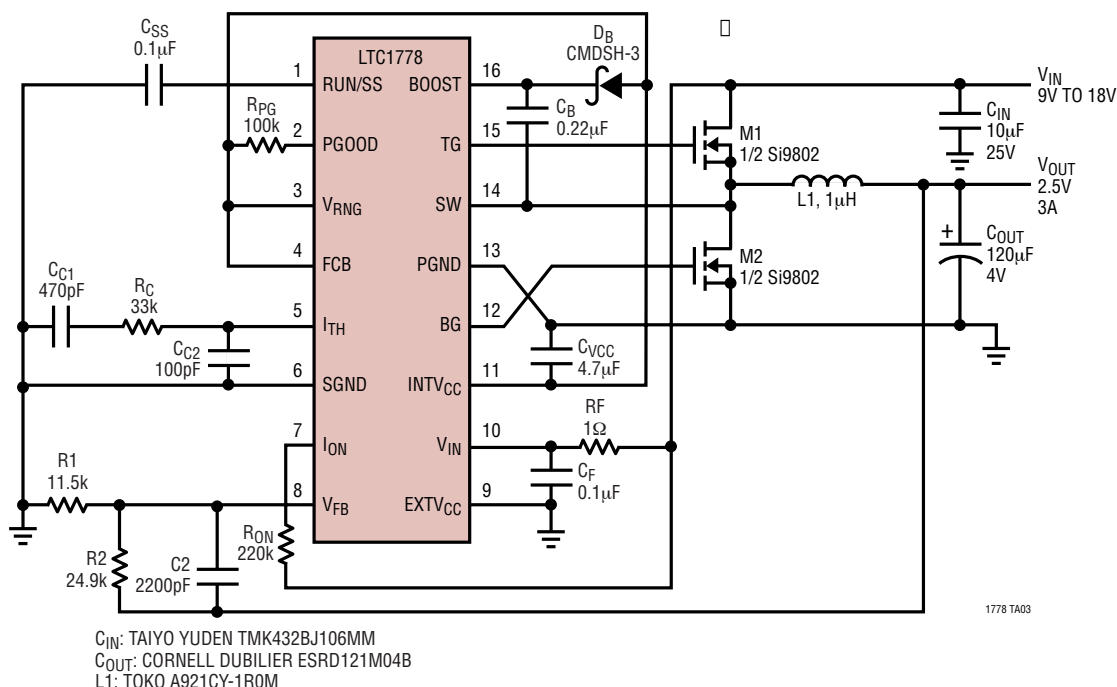 CSS
0.1µF
DB
CMDSH-3
LTC1778
1
RUN/SS
BOOST
16
RPG
100k
2
PGOOD
TG
15
CB
0.22µF
3
VRNG
SW
14
4
FCB
PGND
13
CC1
470pF
RC
33k
5
ITH
BG
12
CC2
100pF
6
SGND
INTVCC
11
CVCC
4.7µF
7
ION
VIN
10
RF
1Ω
CF
0.1µF
R1
11.5k
8
VFB
EXTVCC
9
RON
220k
R2
24.9k
C2
2200pF
M1
1/2 Si9802
M2
1/2 Si9802
L1, 1µH
VIN
9V TO 18V
CIN
10µF
25V
VOUT
2.5V
3A
+
COUT
120µF
4V
1778 TA03
CIN: TAIYO YUDEN TMK432BJ106MM
COUT: CORNELL DUBILIER ESRD121M04B
L1: TOKO A921CY-1R0M